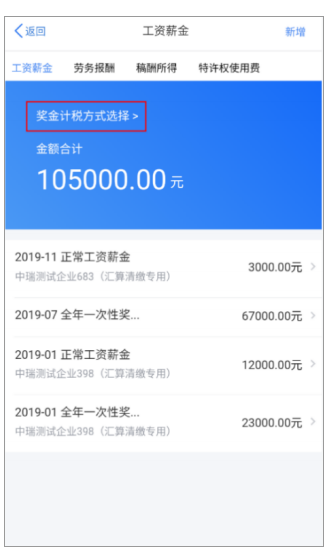 返回 工资薪金 新增
工资薪金 劳务报酬 稿酬所得 特许权使用费
奖金计税方式选择 >
金额合计
105000.00 元
2019-11 正常工资薪金
中瑞测试企业683（汇算清缴专用）
3000.00元
2019-07 全年一次性奖...
67000.00元
2019-01 正常工资薪金
中瑞测试企业398（汇算清缴专用）
12000.00元
2019-01 全年一次性奖...
中瑞测试企业398（汇算清缴专用）
23000.00元